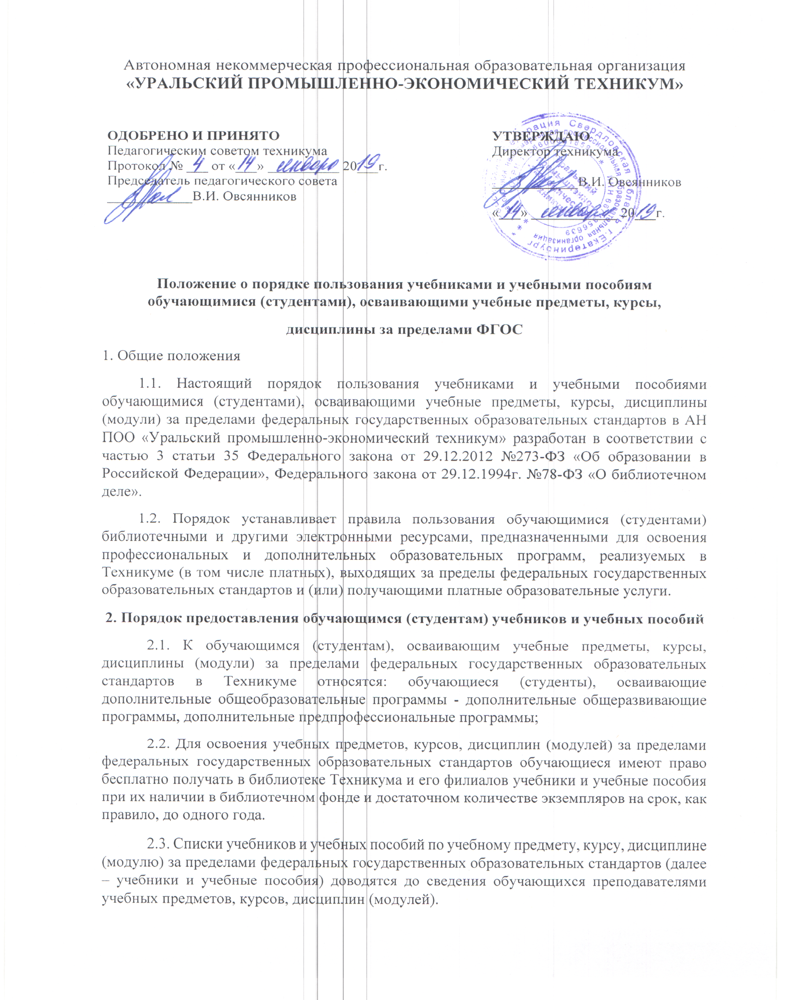 Автономная некоммерческая профессиональная образовательная организация
«УРАЛЬСКИЙ ПРОМЫШЛЕННО-ЭКОНОМИЧЕСКИЙ ТЕХНИКУМ»
ОДОБРЕНО И ПРИНЯТО
Педагогическим советом техникума
Протокол № 4 от «14» января 2019 г.
Председатель педагогического совета
В.И. Овсянников
УТВЕРЖДАЮ
Директор техникума
В.И. Овсянников
«14» января 2019 г.
Свердловская область г. Екатеринбург
профессиональная образовательная организация
Положение о порядке пользования учебниками и учебными пособиям
обучающимися (студентами), осваивающими учебные предметы, курсы,
дисциплины за пределами ФГОС
1. Общие положения
1.1. Настоящий порядок пользования учебниками и учебными пособиями
обучающимися (студентами), осваивающими учебные предметы, курсы, дисциплины
(модули) за пределами федеральных государственных образовательных стандартов в АН
ПОО «Уральский промышленно-экономический техникум» разработан в соответствии с
частью 3 статьи 35 Федерального закона от 29.12.2012 №273-ФЗ «Об образовании в
Российской Федерации», Федерального закона от 29.12.1994г. №78-ФЗ «О библиотечном
деле».
1.2. Порядок устанавливает правила пользования обучающимися (студентами)
библиотечными и другими электронными ресурсами, предназначенными для освоения
профессиональных и дополнительных образовательных программ, реализуемых в
Техникуме (в том числе платных), выходящих за пределы федеральных государственных
образовательных стандартов и (или) получающими платные образовательные услуги.
2. Порядок предоставления обучающимся (студентам) учебников и учебных пособий
2.1. К обучающимся (студентам), осваивающим учебные предметы, курсы,
дисциплины (модули) за пределами федеральных государственных образовательных
стандартов в Техникуме относятся: обучающиеся (студенты), осваивающие
дополнительные общеобразовательные программы - дополнительные общеразвивающие
программы, дополнительные предпрофессиональные программы;
2.2. Для освоения учебных предметов, курсов, дисциплин (модулей) за пределами
федеральных государственных образовательных стандартов обучающиеся имеют право
бесплатно получать в библиотеке Техникума и его филиалов учебники и учебные пособия
при их наличии в библиотечном фонде и достаточном количестве экземпляров на срок, как
правило, до одного года.
2.3. Списки учебников и учебных пособий по учебному предмету, курсу, дисциплине
(модулю) за пределами федеральных государственных образовательных стандартов (далее
– учебники и учебные пособия) доводятся до сведения обучающихся преподавателями
учебных предметов, курсов, дисциплин (модулей).